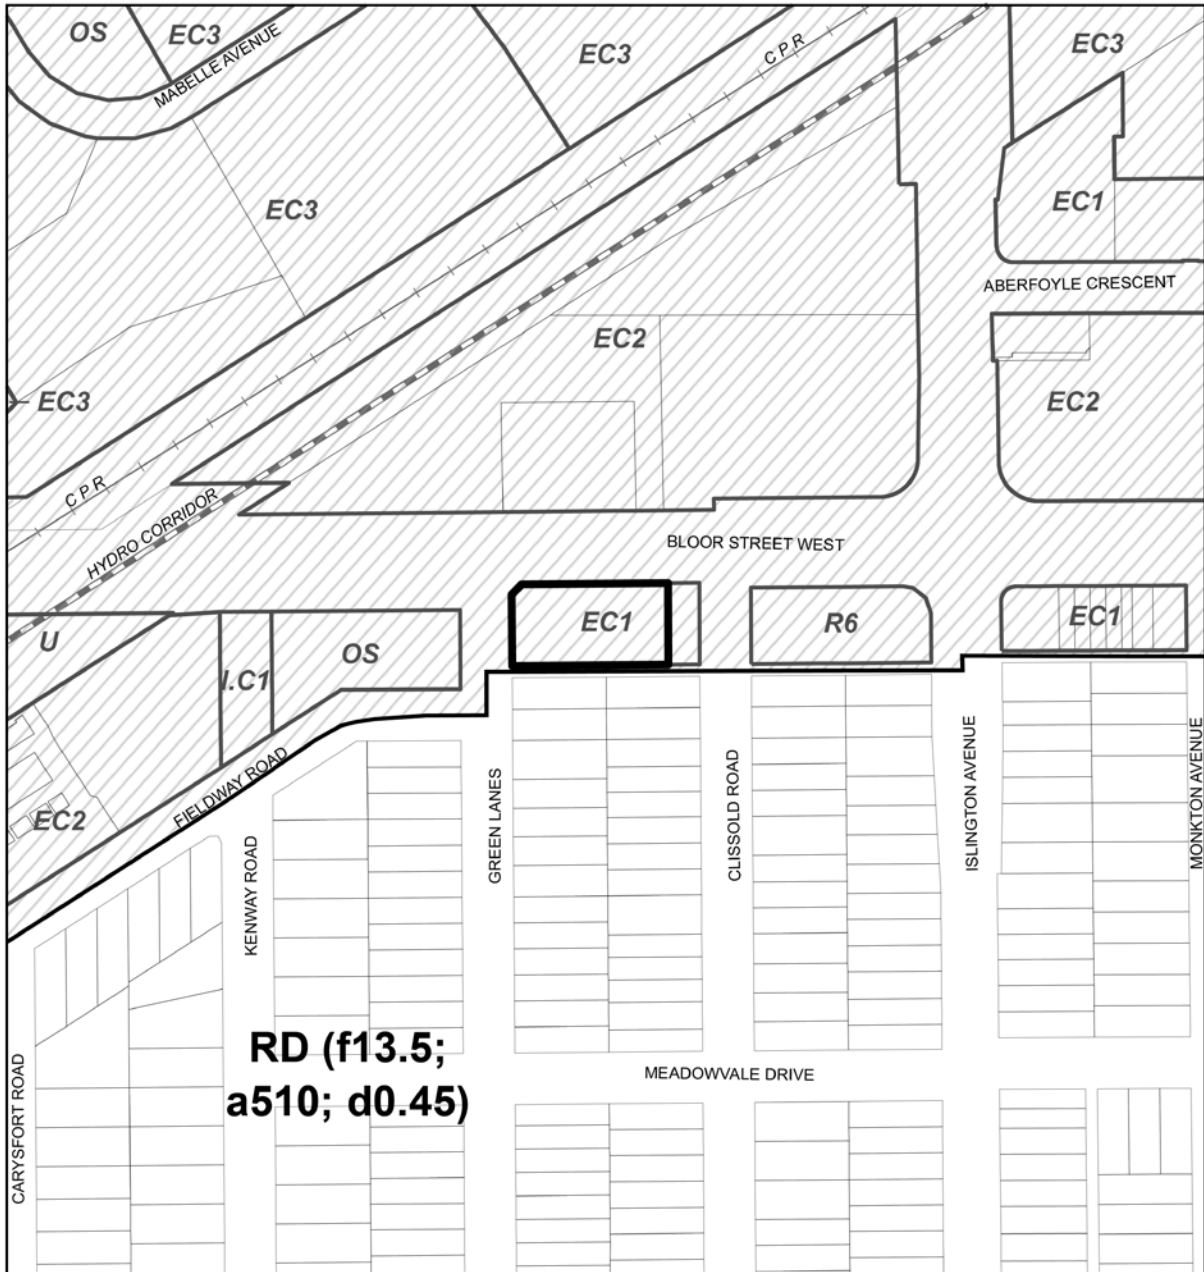 OS
EC3
MABELLE AVENUE
EC3
CPR
EC3
EC3
EC1
ABERFOYLE CRESCENT
EC2
EC3
EC2
CPR
HYDRO CORRIDOR
BLOOR STREET WEST
EC1
R6
EC1
U
OS
I.C1
FIELDWAY ROAD
EC2
GREEN LANES
CLISSOLD ROAD
ISLINGTON AVENUE
MONKTON AVENUE
KENWAY ROAD
RD (f13.5;
a510; d0.45)
MEADOWVALE DRIVE
CARYSFORT ROAD